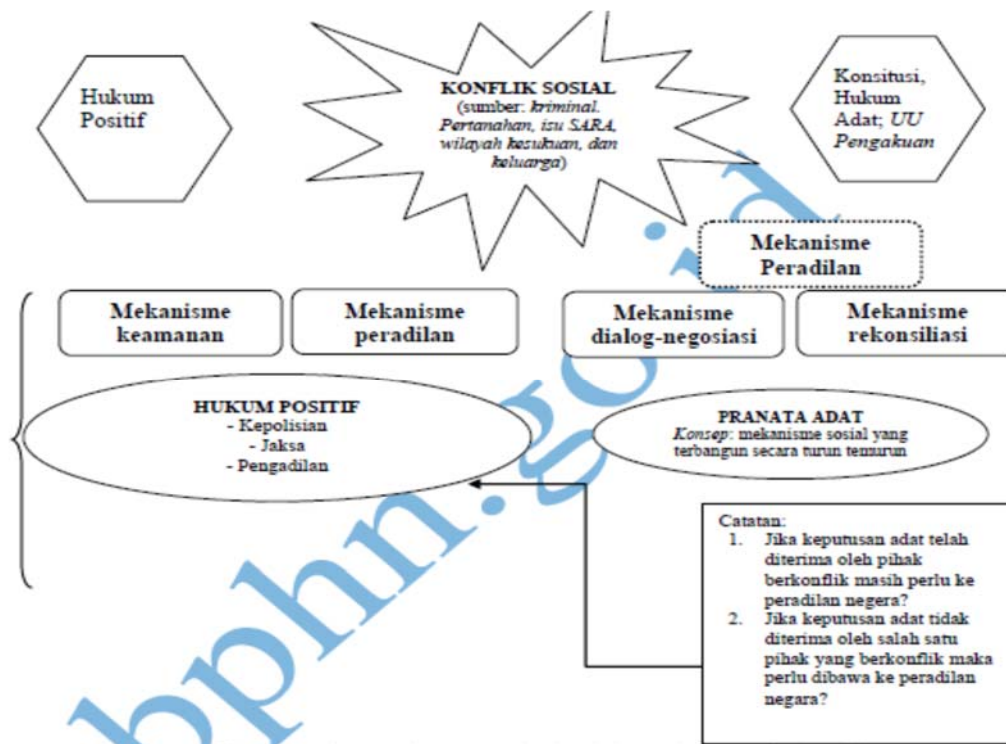 Hukum
Positif
KONFLIK SOSIAL
(sumber: kriminal.
Pertanahan, isu SARA,
wilayah kesukuan, dan
keluarga)
Konsitusi,
Hukum
Adat; UU
Pengakuan
Mekanisme
Peradilan
Mekanisme
keamanan
Mekanisme
peradilan
Mekanisme
dialog-negosiasi
Mekanisme
rekonsiliasi
HUKUM POSITIF
- Kepolisian
- Jaksa
- Pengadilan
PRANATA ADAT
Konsep: mekanisme sosial yang
terbangun secara turun temurun
Catatan:
1. Jika keputusan adat telah
diterima oleh pihak
berkonflik masih perlu ke
peradilan negera?
2. Jika keputusan adat tidak
diterima oleh salah satu
pihak yang berkonflik maka
perlu dibawa ke peradilan
negara?
bphn.go.id